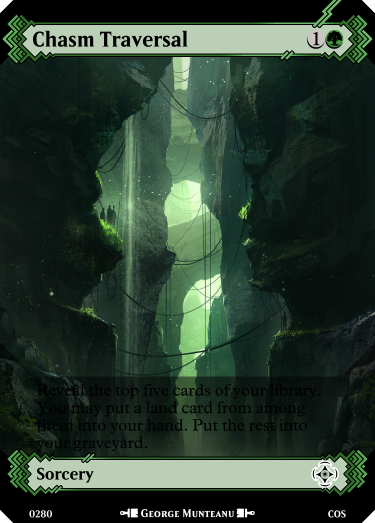 Chasm Traversal 1
Reveal the top five cards of your library.
You may put a land card from among
them into your hand. Put the rest into
your graveyard.
Sorcery
0280 George Munteanu COS